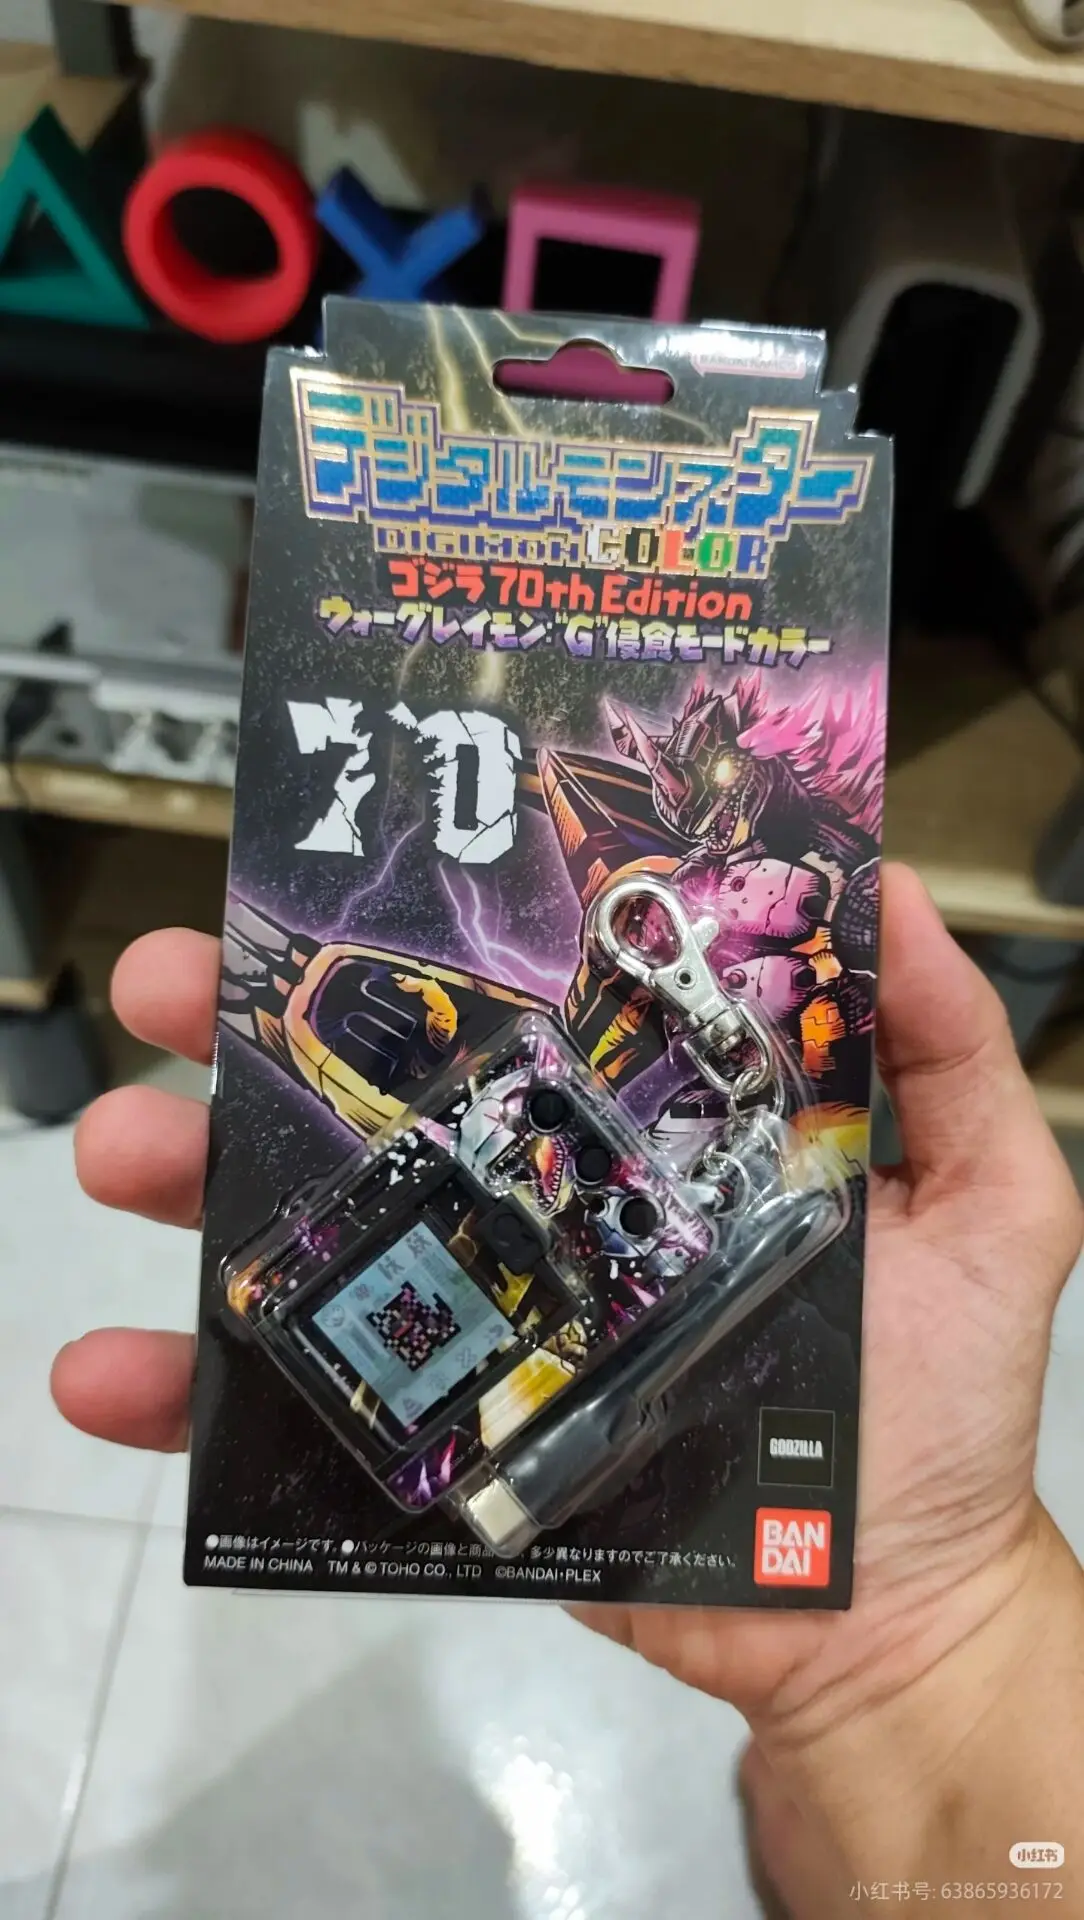 デジタルモンスター
DIGIMON COLOR
ゴジラ70th Edition
ウォーグレイモン:"G"侵食モードカラー
70
GODZILLA
BAN
DAI
●画像はイメージです。●パッケージの画像と商品 多少異なりますのでご了承ください。
MADE IN CHINA TM & © TOHO CO., LTD ©BANDAI・PLEX
小红书
小红书号: 63865936172